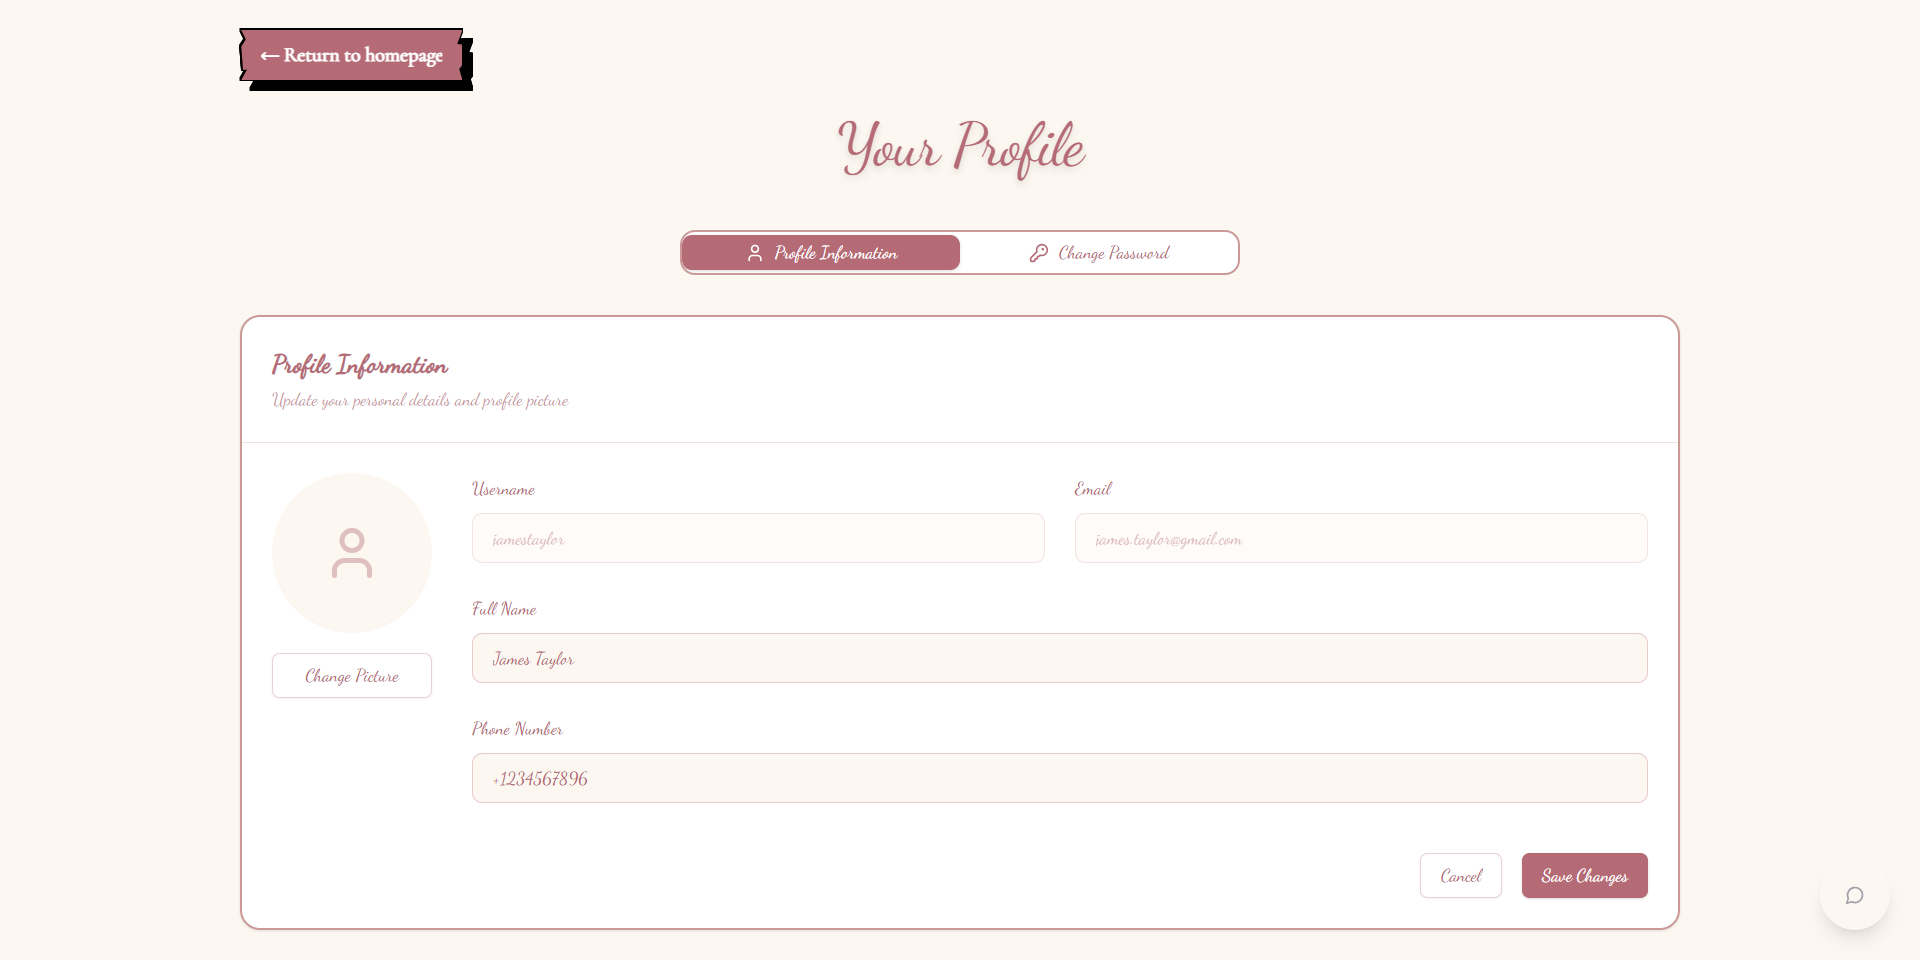 ← Return to homepage
Your Profile
Profile Information
Change Password
Profile Information
Update your personal details and profile picture
Username
Email
jamestaylor
james.taylor@gmail.com
Full Name
James Taylor
Change Picture
Phone Number
+1234567896
Cancel
Save Changes